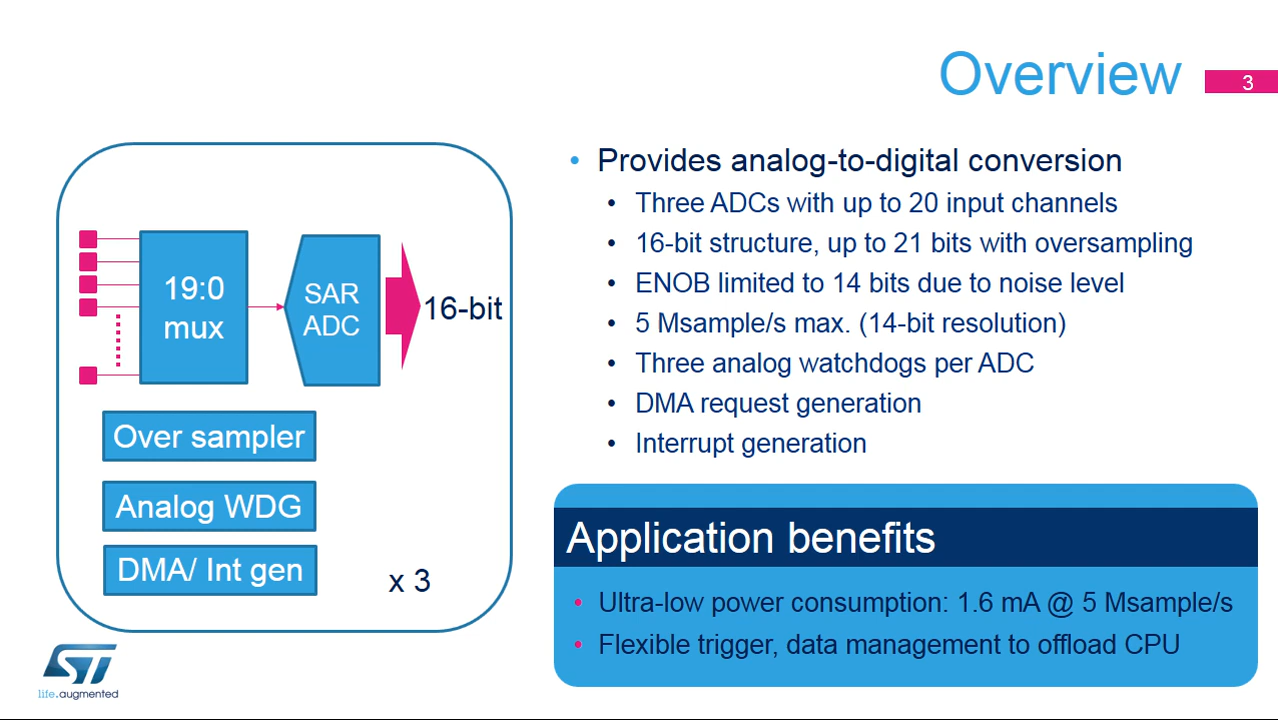 Overview
3
19:0
mux
SAR
ADC
16-bit
Over sampler
Analog WDG
DMA/ Int gen
x 3
• Provides analog-to-digital conversion
• Three ADCs with up to 20 input channels
• 16-bit structure, up to 21 bits with oversampling
• ENOB limited to 14 bits due to noise level
• 5 Msample/s max. (14-bit resolution)
• Three analog watchdogs per ADC
• DMA request generation
• Interrupt generation
Application benefits
• Ultra-low power consumption: 1.6 mA @ 5 Msample/s
• Flexible trigger, data management to offload CPU
ST
life.augmented